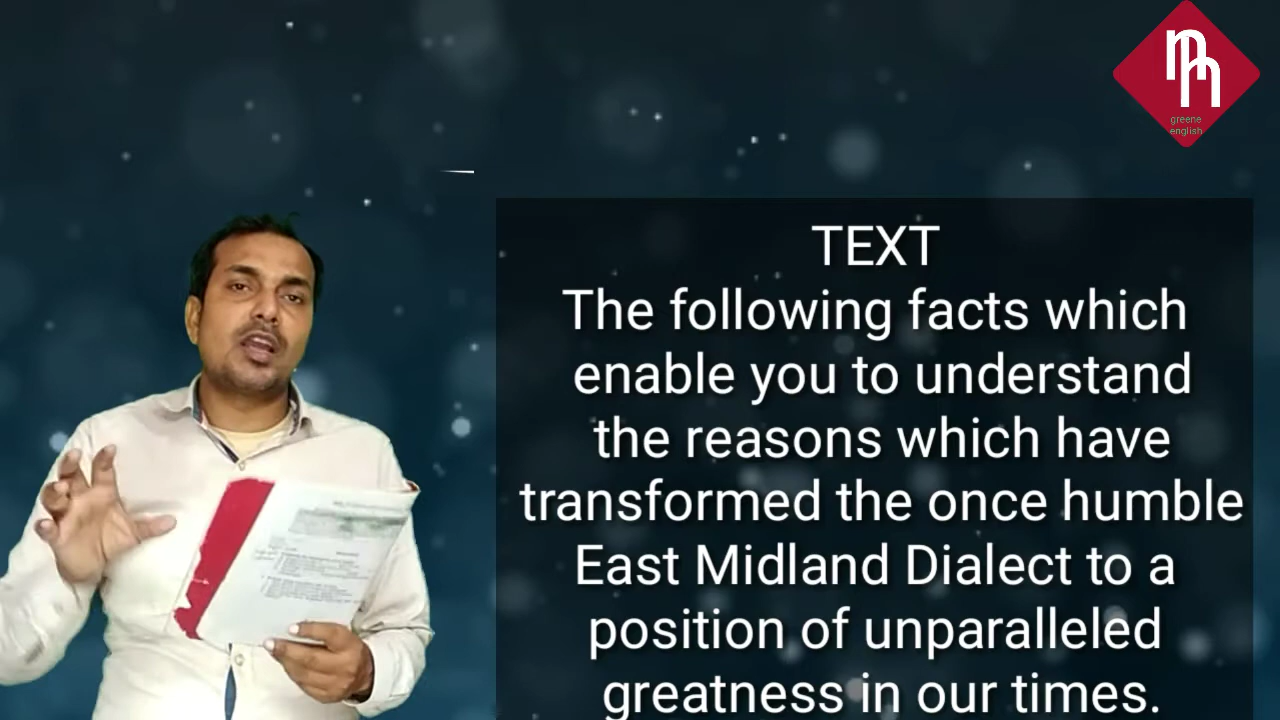 greene
english
TEXT
The following facts which
enable you to understand
the reasons which have
transformed the once humble
East Midland Dialect to a
position of unparalleled
greatness in our times.